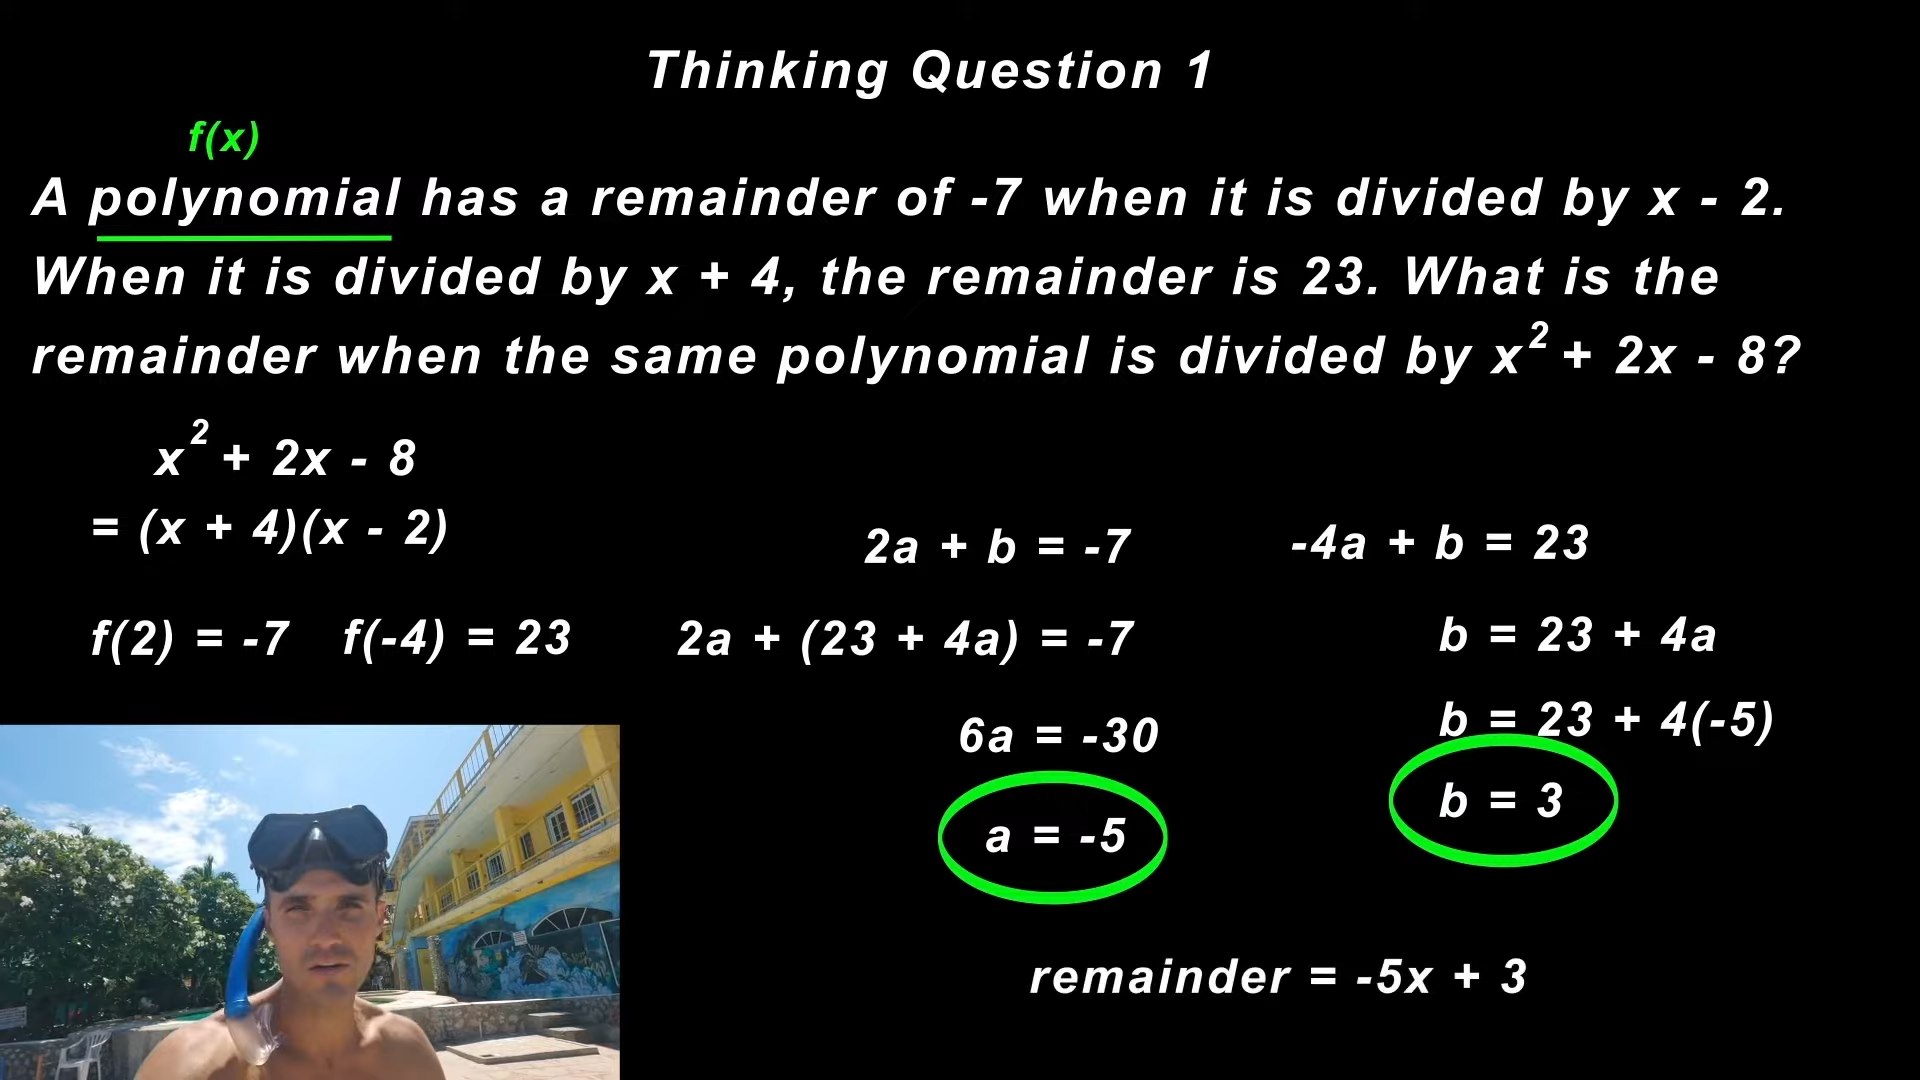 Thinking Question 1
f(x)
A polynomial has a remainder of -7 when it is divided by x - 2.
When it is divided by x + 4, the remainder is 23. What is the
remainder when the same polynomial is divided by x² + 2x - 8?
x² + 2x - 8
= (x + 4)(x - 2)
f(2) = -7 f(-4) = 23
2a + b = -7
2a + (23 + 4a) = -7
6a = -30
a = -5
-4a + b = 23
b = 23 + 4a
b = 23 + 4(-5)
b = 3
remainder = -5x + 3